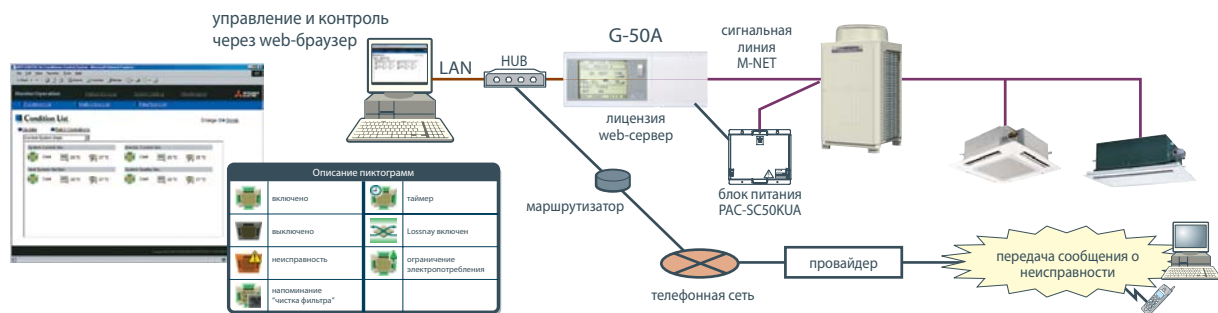 управление и контроль
через web-браузер
LAN
HUB
G-50A
сигнальная
линия
M-NET
лицензия
web-сервер
блок питания
PAC-SC50KUA
маршрутизатор
телефонная сеть
провайдер
передача сообщения о
неисправности
Condition List
Описание пиктограмм
включено
таймер
выключено
Lossnay включен
неисправность
ограничение
электропотребления
напоминание
"чистка фильтра"